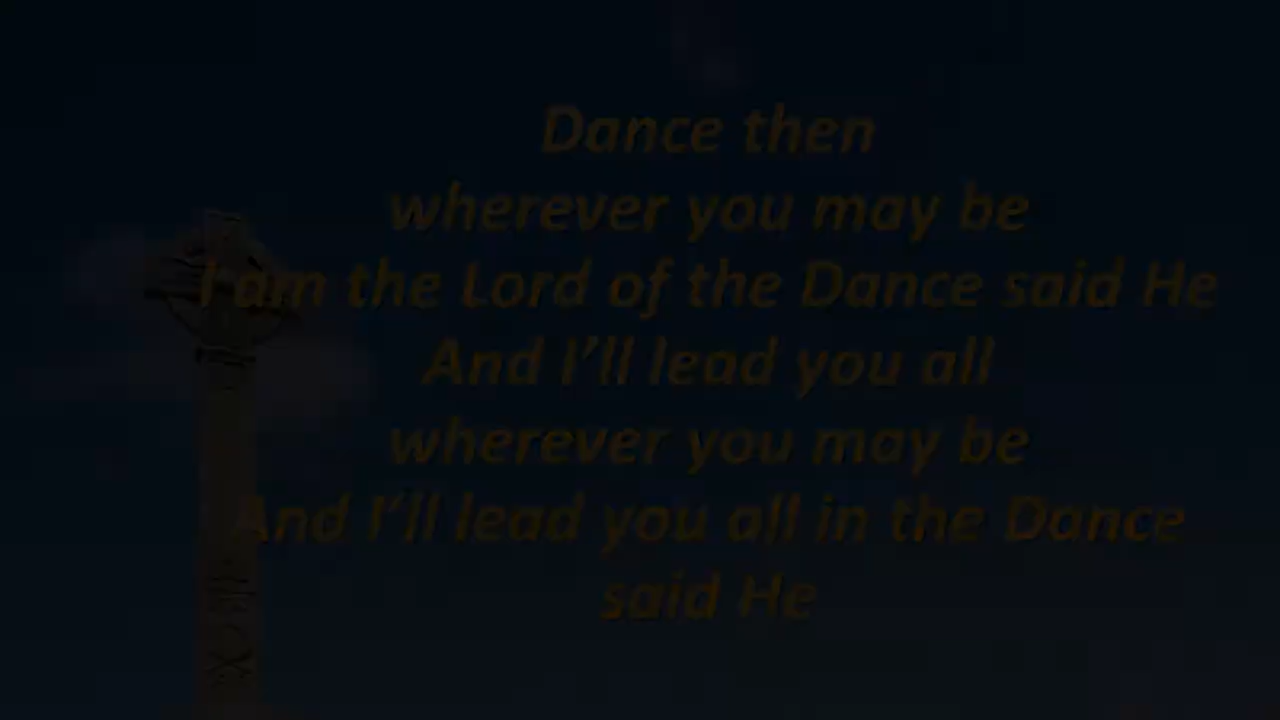 Dance then
wherever you may be
I am the Lord of the Dance said He
And I’ll lead you all
wherever you may be
And I’ll lead you all in the Dance
said He